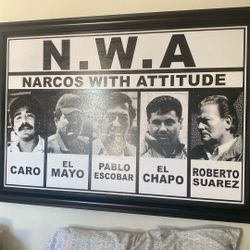 N.W.A
NARCOS WITH ATTITUDE
CARO
EL
MAYO
PABLO
ESCOBAR
EL
CHAPO
ROBERTO
SUAREZ